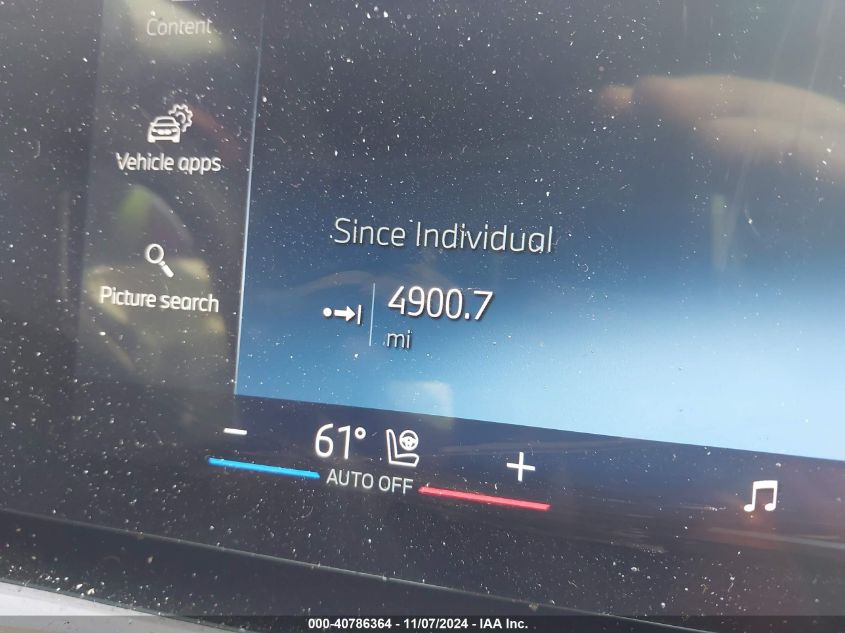 Content
Vehicle apps
Picture search
Since Individual
4900.7
mi
61°
AUTO OFF
000-40786364 - 11/07/2024 - IAA Inc.